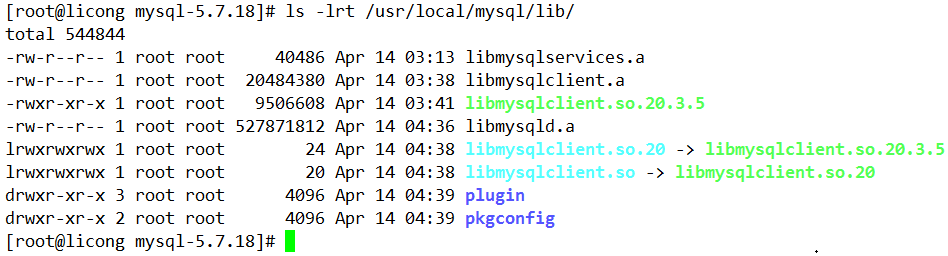 [root@licong mysql-5.7.18]# ls -lrt /usr/local/mysql/lib/
total 544844
-rw-r--r-- 1 root root     40486 Apr 14 03:13 libmysqlservices.a
-rw-r--r-- 1 root root  20484380 Apr 14 03:38 libmysqlclient.a
-rwxr-xr-x 1 root root   9506608 Apr 14 03:41 libmysqlclient.so.20.3.5
-rw-r--r-- 1 root root 527871812 Apr 14 04:36 libmysqld.a
lrwxrwxrwx 1 root root        24 Apr 14 04:38 libmysqlclient.so.20 -> libmysqlclient.so.20.3.5
lrwxrwxrwx 1 root root        20 Apr 14 04:38 libmysqlclient.so -> libmysqlclient.so.20
drwxr-xr-x 3 root root      4096 Apr 14 04:39 plugin
drwxr-xr-x 2 root root      4096 Apr 14 04:39 pkgconfig
[root@licong mysql-5.7.18]#